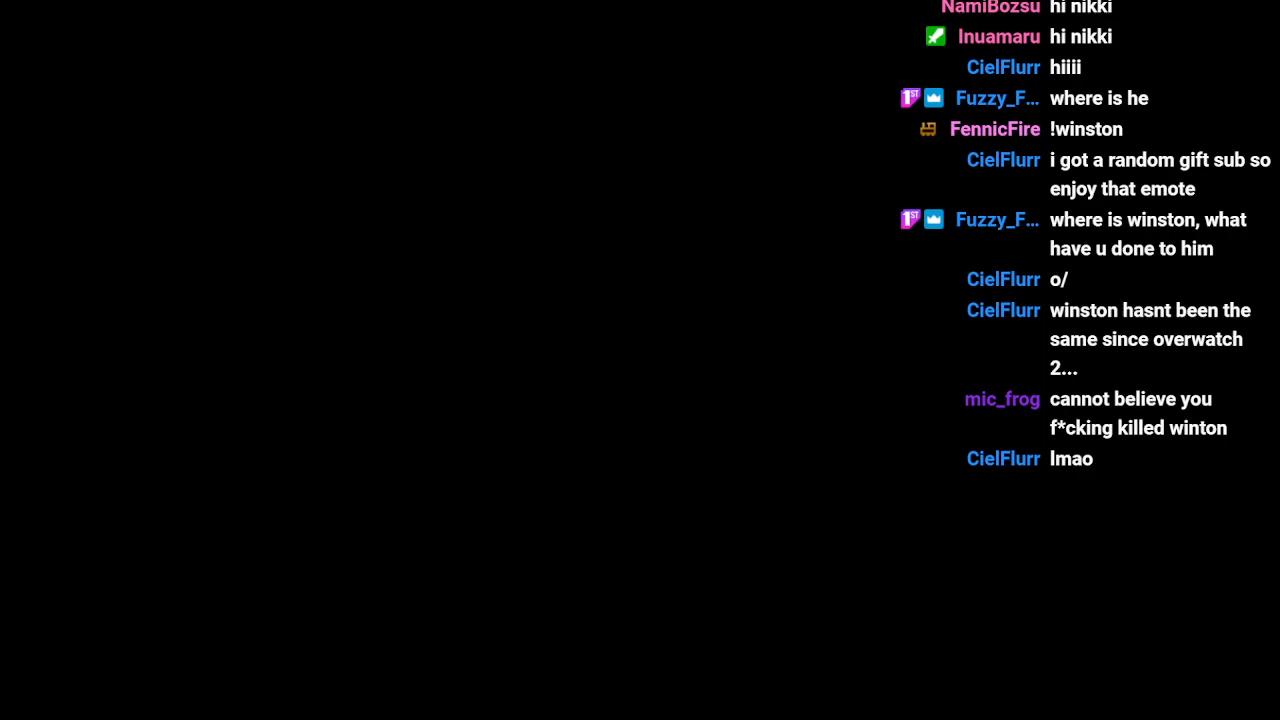 NamiBozsu hi nikki
Inuamaru hi nikki
CielFlurr hiiii
1ST Fuzzy_F... where is he
FennicFire !winston
CielFlurr i got a random gift sub so
enjoy that emote
1ST Fuzzy_F... where is winston, what
have u done to him
CielFlurr o/
CielFlurr winston hasnt been the
same since overwatch
2...
mic_frog cannot believe you
f*cking killed winton
CielFlurr lmao